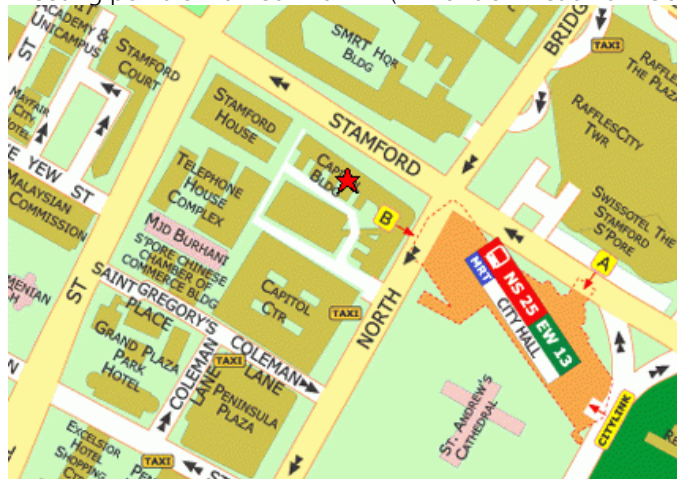 ACADEMY &
UNICAMPUS
ST
STAMFORD
COURT
SMRT HQR
BLDG
BRIDG
TAXI
RAFFLES
THE PLAZA
RAFFLESCITY
TWR
MAYFAIR
CITY
HOTEL
STAMFORD
HOUSE
STAMFORD
CAPITOL
BLDG
E YEW ST
MALAYSIAN
COMMISSION
TELEPHONE
HOUSE
COMPLEX
MJD BURHANI
S'PORE CHINESE
CHAMBER OF
COMMERCE BLDG
B
SWISSOTEL THE
STAMFORD
S'PORE
A
MRT
NS 25 EW 13
CITY HALL
ST
SAINT GREGORY'S
PLACE
CAPITOL
CTR
TAXI
NORTH
GRAND PLAZA
PARK
HOTEL
COLEMAN
LANE
TAXI
COLEMAN
LANE
PENINSULA
PLAZA
ST. ANDREW'S
CATHEDRAL
CITYLINK
EXCELSIOR
HOTEL
SHOPPING
TAXI
ST